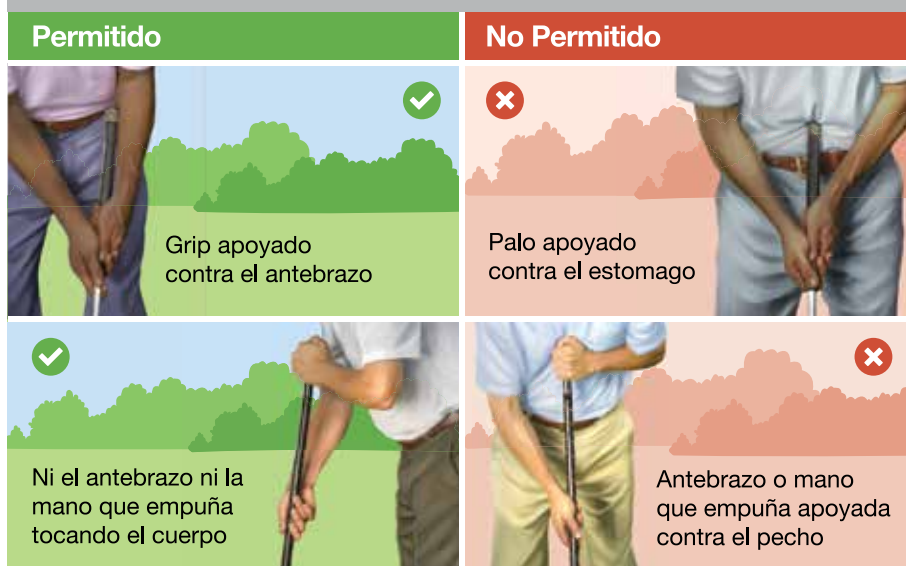 Permitido
No Permitido
Grip apoyado
contra el antebrazo
Palo apoyado
contra el estomago
Ni el antebrazo ni la
mano que empuña
tocando el cuerpo
Antebrazo o mano
que empuña apoyada
contra el pecho